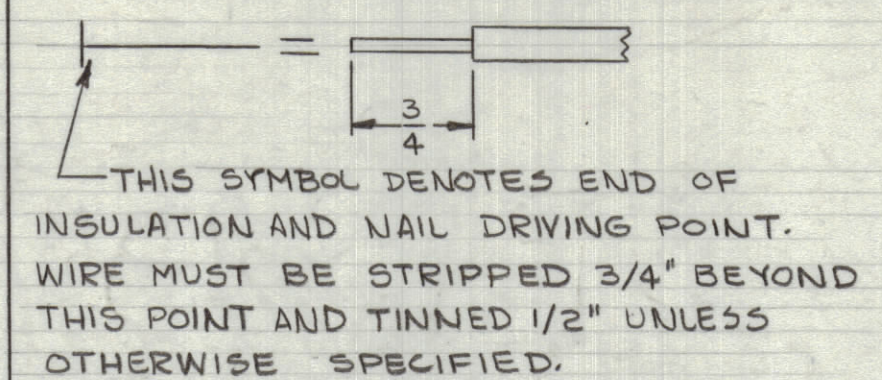 3
4
THIS SYMBOL DENOTES END OF
INSULATION AND NAIL DRIVING POINT.
WIRE MUST BE STRIPPED 3/4" BEYOND
THIS POINT AND TINNED 1/2" UNLESS
OTHERWISE SPECIFIED.